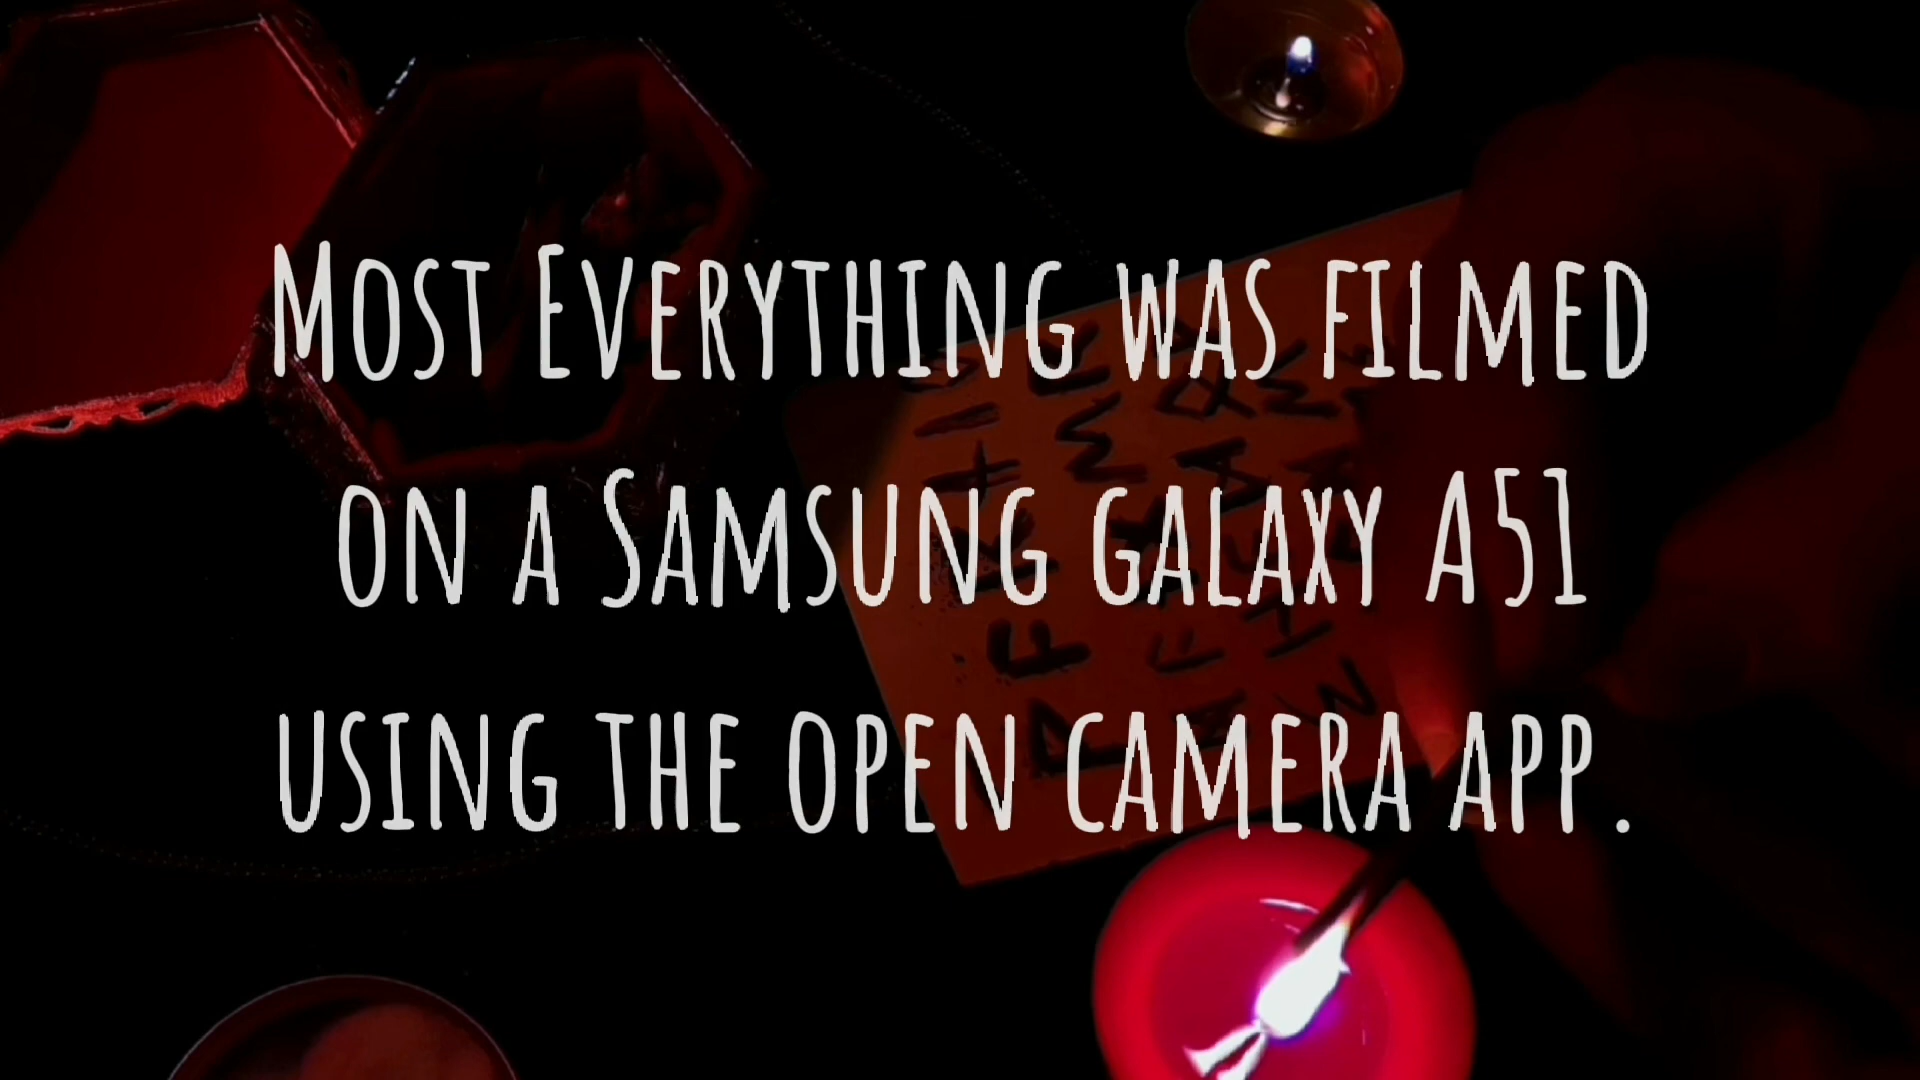 Most Everything was filmed
on a Samsung galaxy A51
using the open camera app.